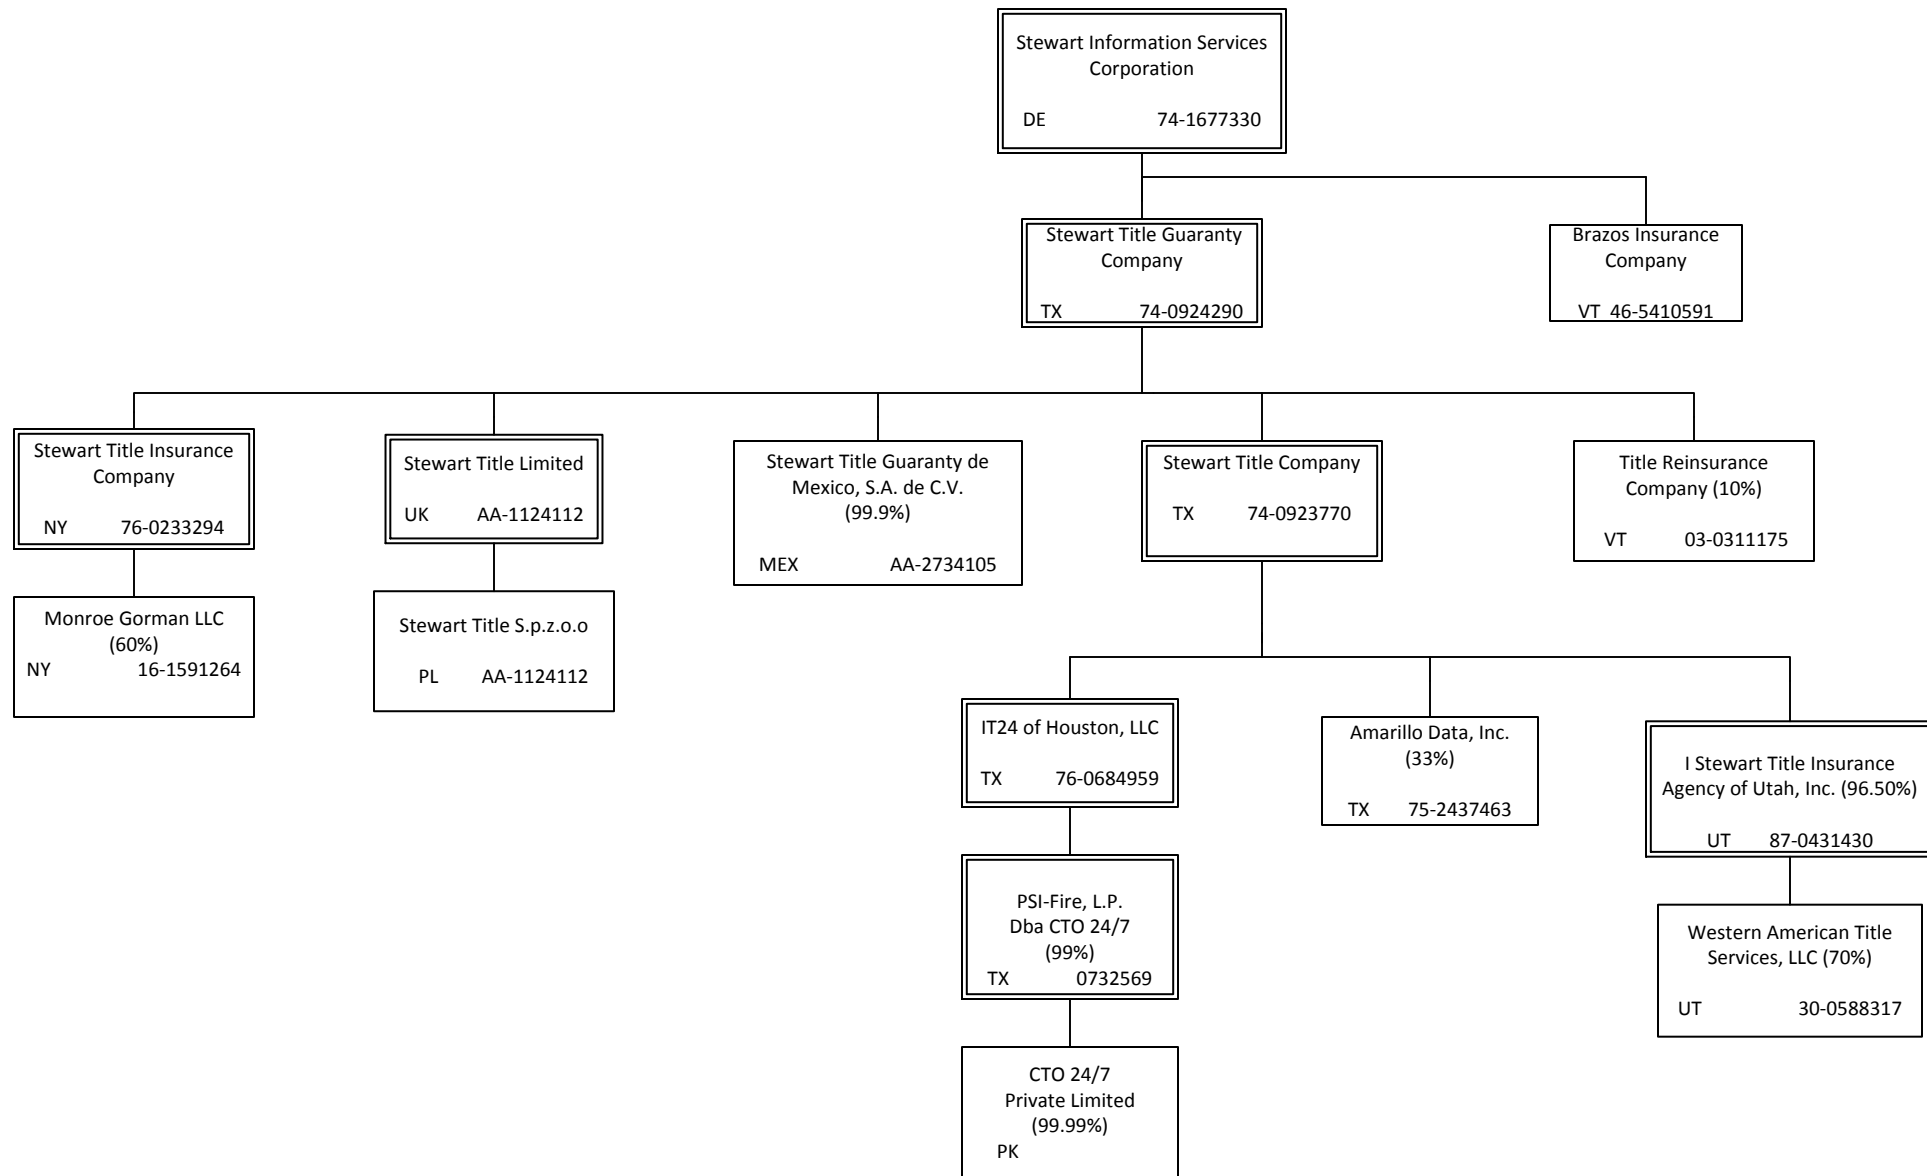 Stewart Information Services
Corporation
DE 74-1677330
Stewart Title Guaranty
Company
TX 74-0924290
Brazos Insurance
Company
VT 46-5410591
Stewart Title Insurance
Company
NY 76-0233294
Stewart Title Limited
UK AA-1124112
Stewart Title Guaranty de
Mexico, S.A. de C.V.
(99.9%)
MEX AA-2734105
Stewart Title Company
TX 74-0923770
Title Reinsurance
Company (10%)
VT 03-0311175
Monroe Gorman LLC
(60%)
NY 16-1591264
Stewart Title S.p.z.o.o
PL AA-1124112
IT24 of Houston, LLC
TX 76-0684959
Amarillo Data, Inc.
(33%)
TX 75-2437463
I Stewart Title Insurance
Agency of Utah, Inc. (96.50%)
UT 87-0431430
PSI-Fire, L.P.
Dba CTO 24/7
(99%)
TX 0732569
Western American Title
Services, LLC (70%)
UT 30-0588317
CTO 24/7
Private Limited
(99.99%)
PK